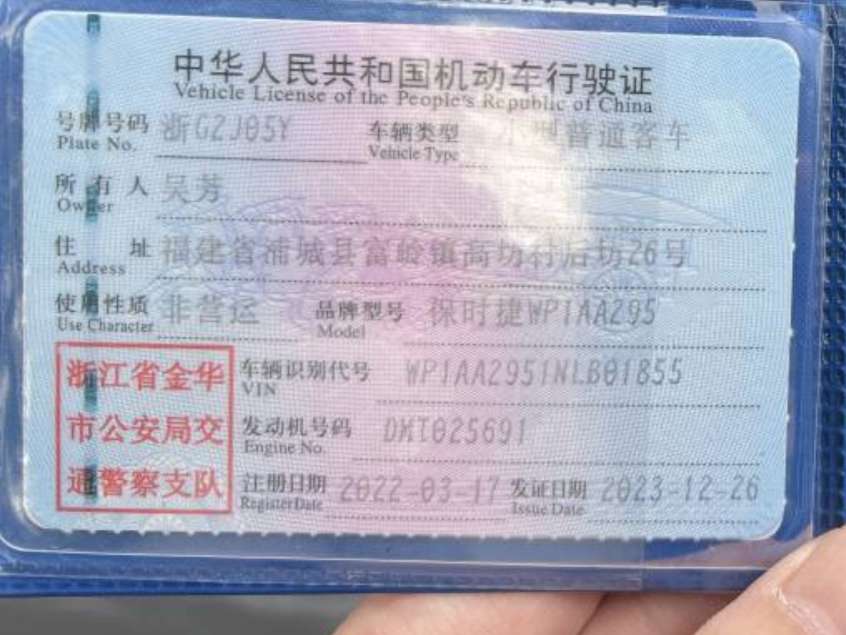 中华人民共和国机动车行驶证
Vehicle License of the People's Republic of China
号牌号码 浙G2J05Y 车辆类型 小型普通客车
Plate No. Vehicle Type
所有人 吴芳
Owner
住址 福建省浦城县富岭镇高坊村后坊26号
Address
使用性质 非营运 品牌型号 保时捷WP1AA295
Use Character Model
浙江省金华 车辆识别代号 WP1AA2951NLB01855
VIN
市公安局交 发动机号码 DMT025691
Engine No.
通警察支队 注册日期 2022-03-17 发证日期 2023-12-26
Register Date Issue Date